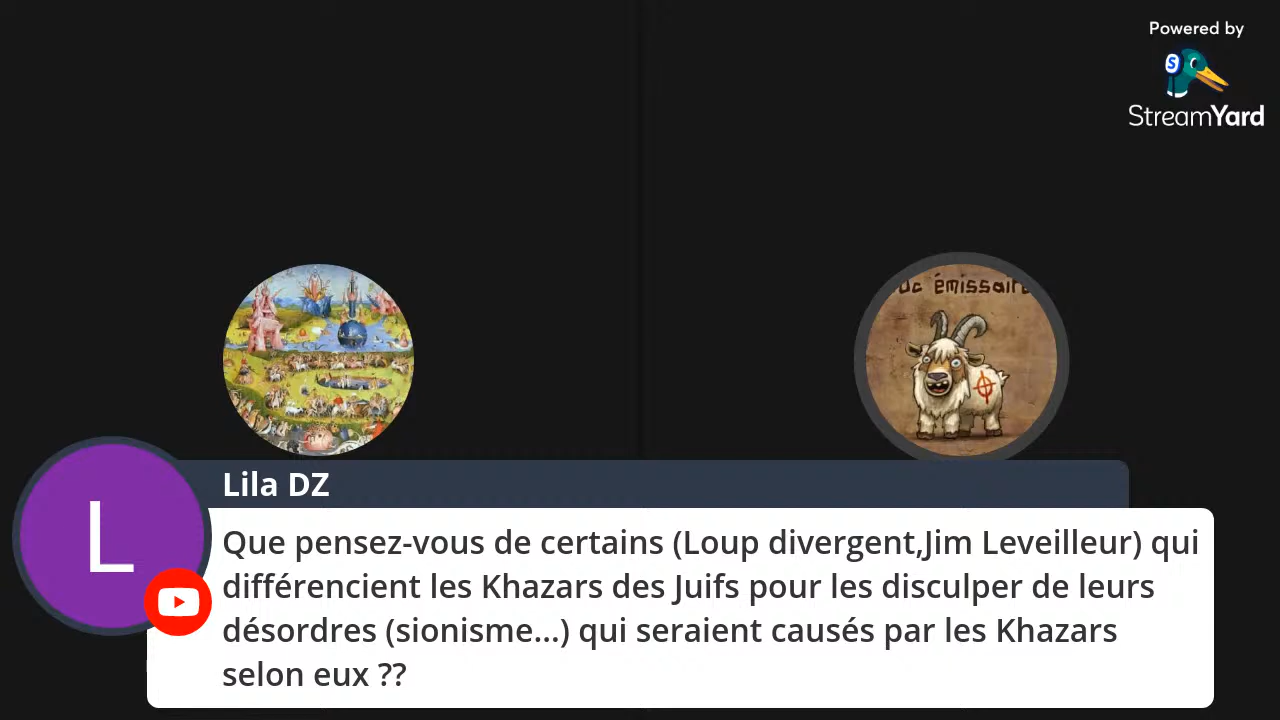 Powered by
StreamYard
émissaire
Lila DZ
Que pensez-vous de certains (Loup divergent,Jim Leveilleur) qui
différencient les Khazars des Juifs pour les disculper de leurs
désordres (sionisme...) qui seraient causés par les Khazars
selon eux ??
L